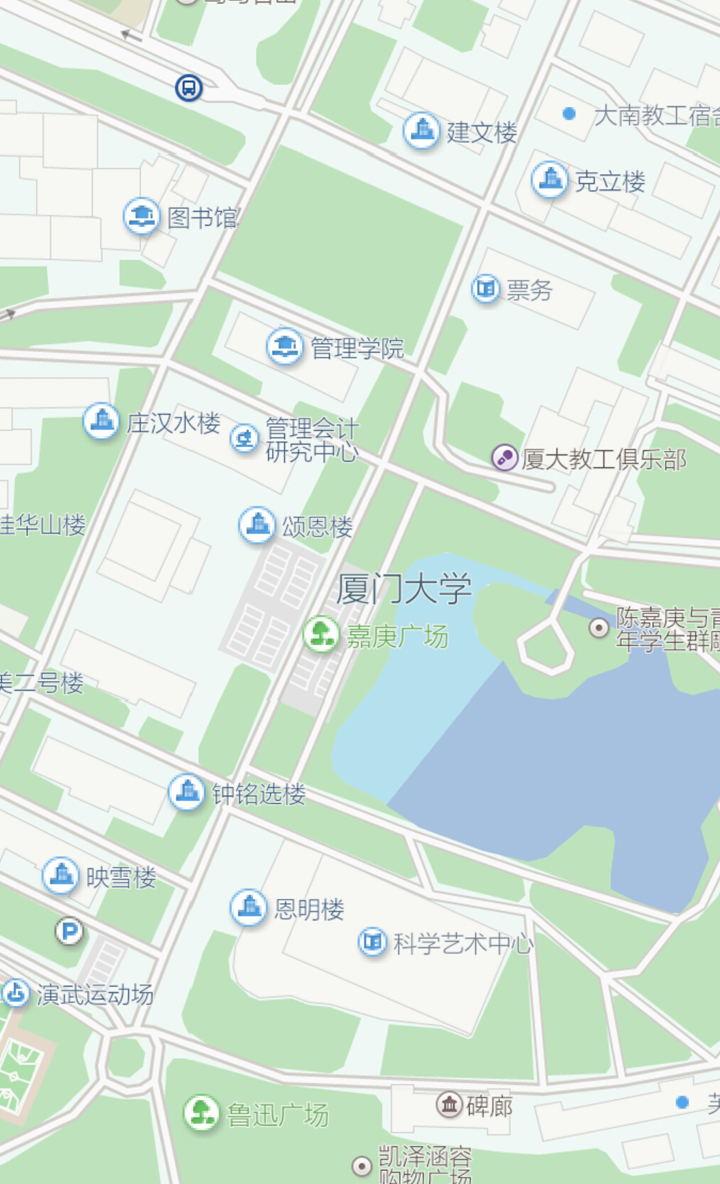 建文楼
大南教工宿舍
克立楼
图书馆
票务
管理学院
庄汉水楼
管理会计
研究中心
厦大教工俱乐部
桂华山楼
颂恩楼
厦门大学
嘉庚广场
陈嘉庚与青
年学生群雕
美二号楼
钟铭选楼
映雪楼
恩明楼
P
科学艺术中心
演武运动场
鲁迅广场
碑廊
芙
凯泽涵容
购物广场